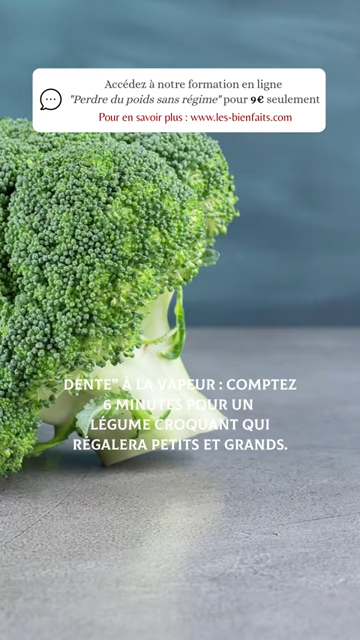 Accédez à notre formation en ligne
"Perdre du poids sans régime" pour 9€ seulement
Pour en savoir plus : www.les-bienfaits.com
DENTE" À LA VAPEUR : COMPTEZ
6 MINUTES POUR UN
LÉGUME CROQUANT QUI
RÉGALERA PETITS ET GRANDS.